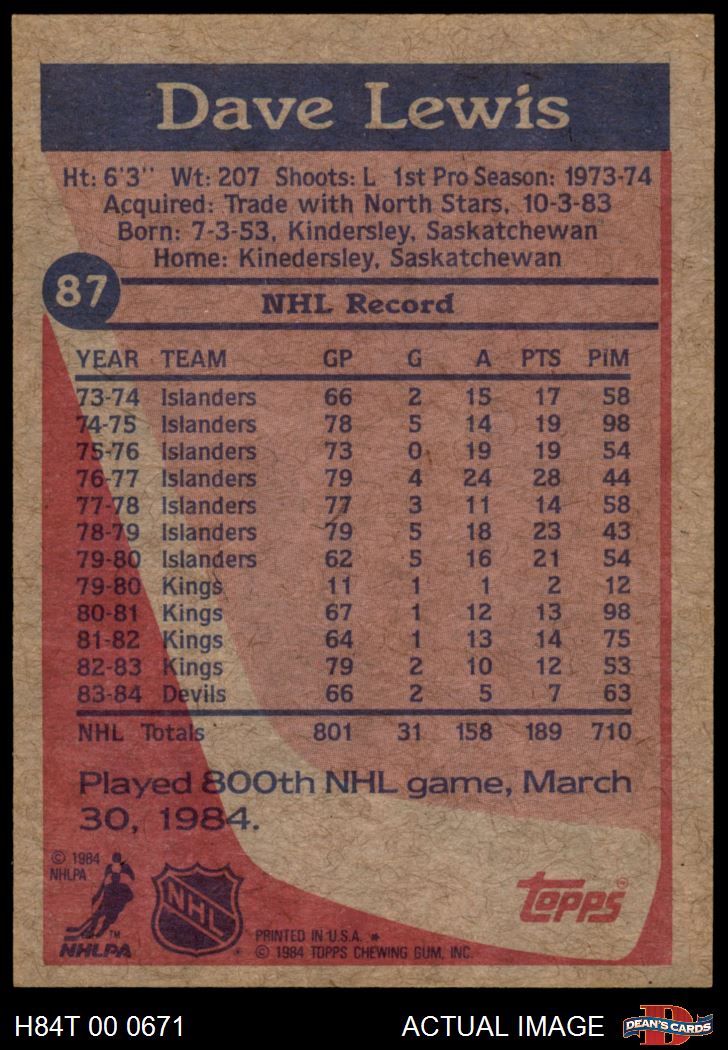 Dave Lewis
Ht: 6'3'' Wt: 207 Shoots: L 1st Pro Season: 1973-74
Acquired: Trade with North Stars, 10-3-83
Born: 7-3-53, Kindersley, Saskatchewan
Home: Kinedersley, Saskatchewan
87
NHL Record
YEAR TEAM GP G A PTS PiM
73-74 Islanders 66 2 15 17 58
74-75 Islanders 78 5 14 19 98
75-76 Islanders 73 0 19 19 54
76-77 Islanders 79 4 24 28 44
77-78 Islanders 77 3 11 14 58
78-79 Islanders 79 5 18 23 43
79-80 Islanders 62 5 16 21 54
79-80 Kings 11 1 1 2 12
80-81 Kings 67 1 12 13 98
81-82 Kings 64 1 13 14 75
82-83 Kings 79 2 10 12 53
83-84 Devils 66 2 5 7 63
NHL Totals 801 31 158 189 710
Played 800th NHL game, March
30, 1984.
© 1984
NHLPA
TM
NHLPA
NHL
topps
PRINTED IN U.S.A. *
© 1984 TOPPS CHEWING GUM, INC.
H84T 00 0671 ACTUAL IMAGE
D
DEAN'S CARDS